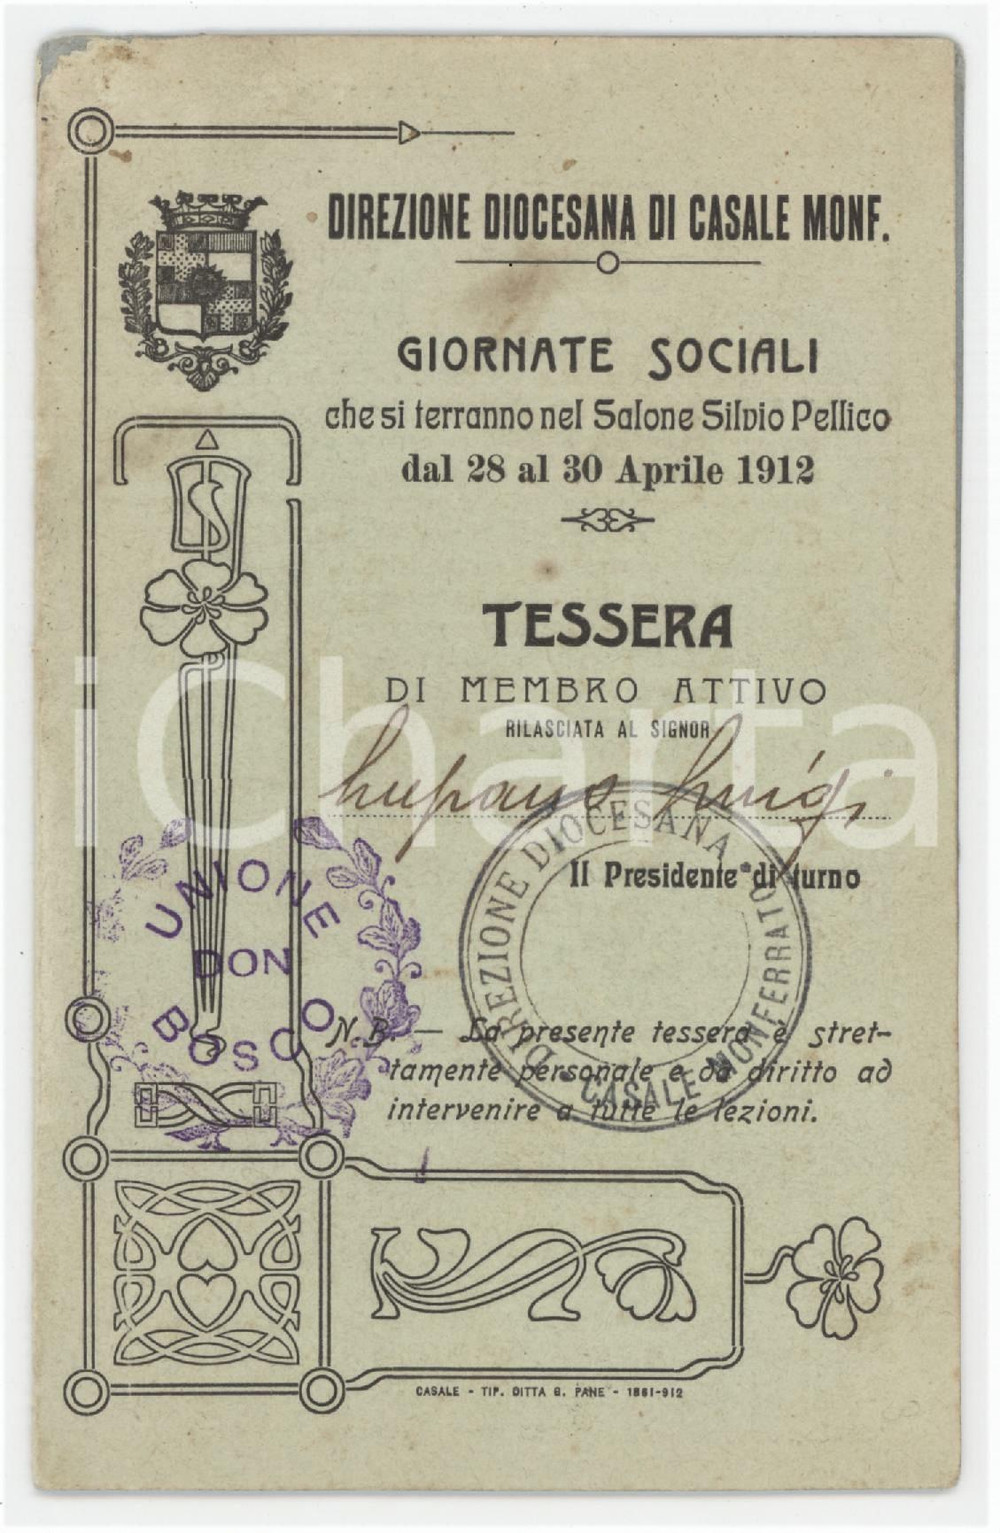 DIREZIONE DIOCESANA DI CASALE MONF.
GIORNATE SOCIALI
che si terranno nel Salone Silvio Pellico
dal 28 al 30 Aprile 1912
TESSERA
DI MEMBRO ATTIVO
RILASCIATA AL SIGNOR
Lupano Luigi
Il Presidente di turno
DIREZIONE DIOCESANA
CASALE MONFERRATO
UNIONE
DON
BOSCO
N. B. — La presente tessera è stret-
tamente personale e dà diritto ad
intervenire a tutte le lezioni.
CASALE - TIP. DITTA G. PANE - 1861-912
iCharta